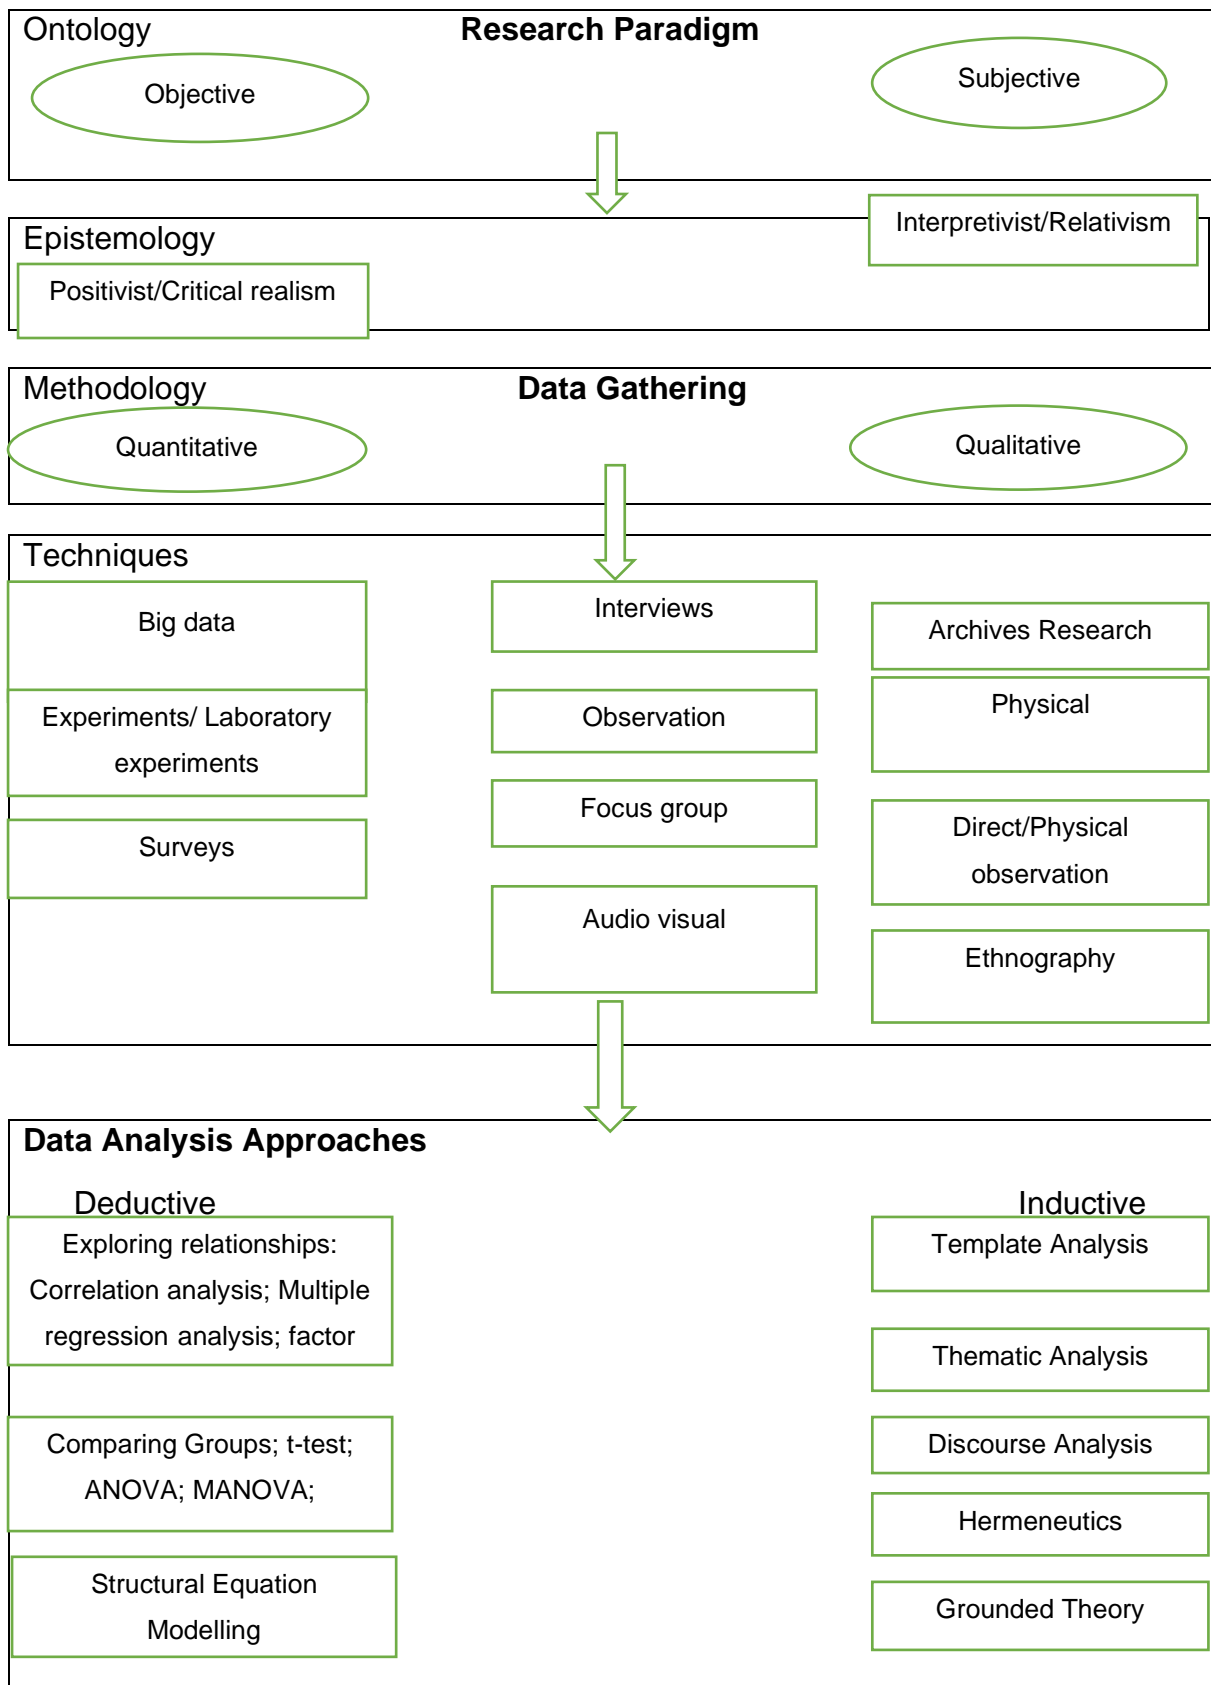 Ontology
Research Paradigm
Objective
Subjective
Epistemology
Interpretivist/Relativism
Positivist/Critical realism
Methodology
Data Gathering
Quantitative
Qualitative
Techniques
Big data
Experiments/ Laboratory
experiments
Surveys
Interviews
Observation
Focus group
Audio visual
Archives Research
Physical
Direct/Physical
observation
Ethnography
Data Analysis Approaches
Deductive
Exploring relationships:
Correlation analysis; Multiple
regression analysis; factor
Comparing Groups; t-test;
ANOVA; MANOVA;
Structural Equation
Modelling
Inductive
Template Analysis
Thematic Analysis
Discourse Analysis
Hermeneutics
Grounded Theory